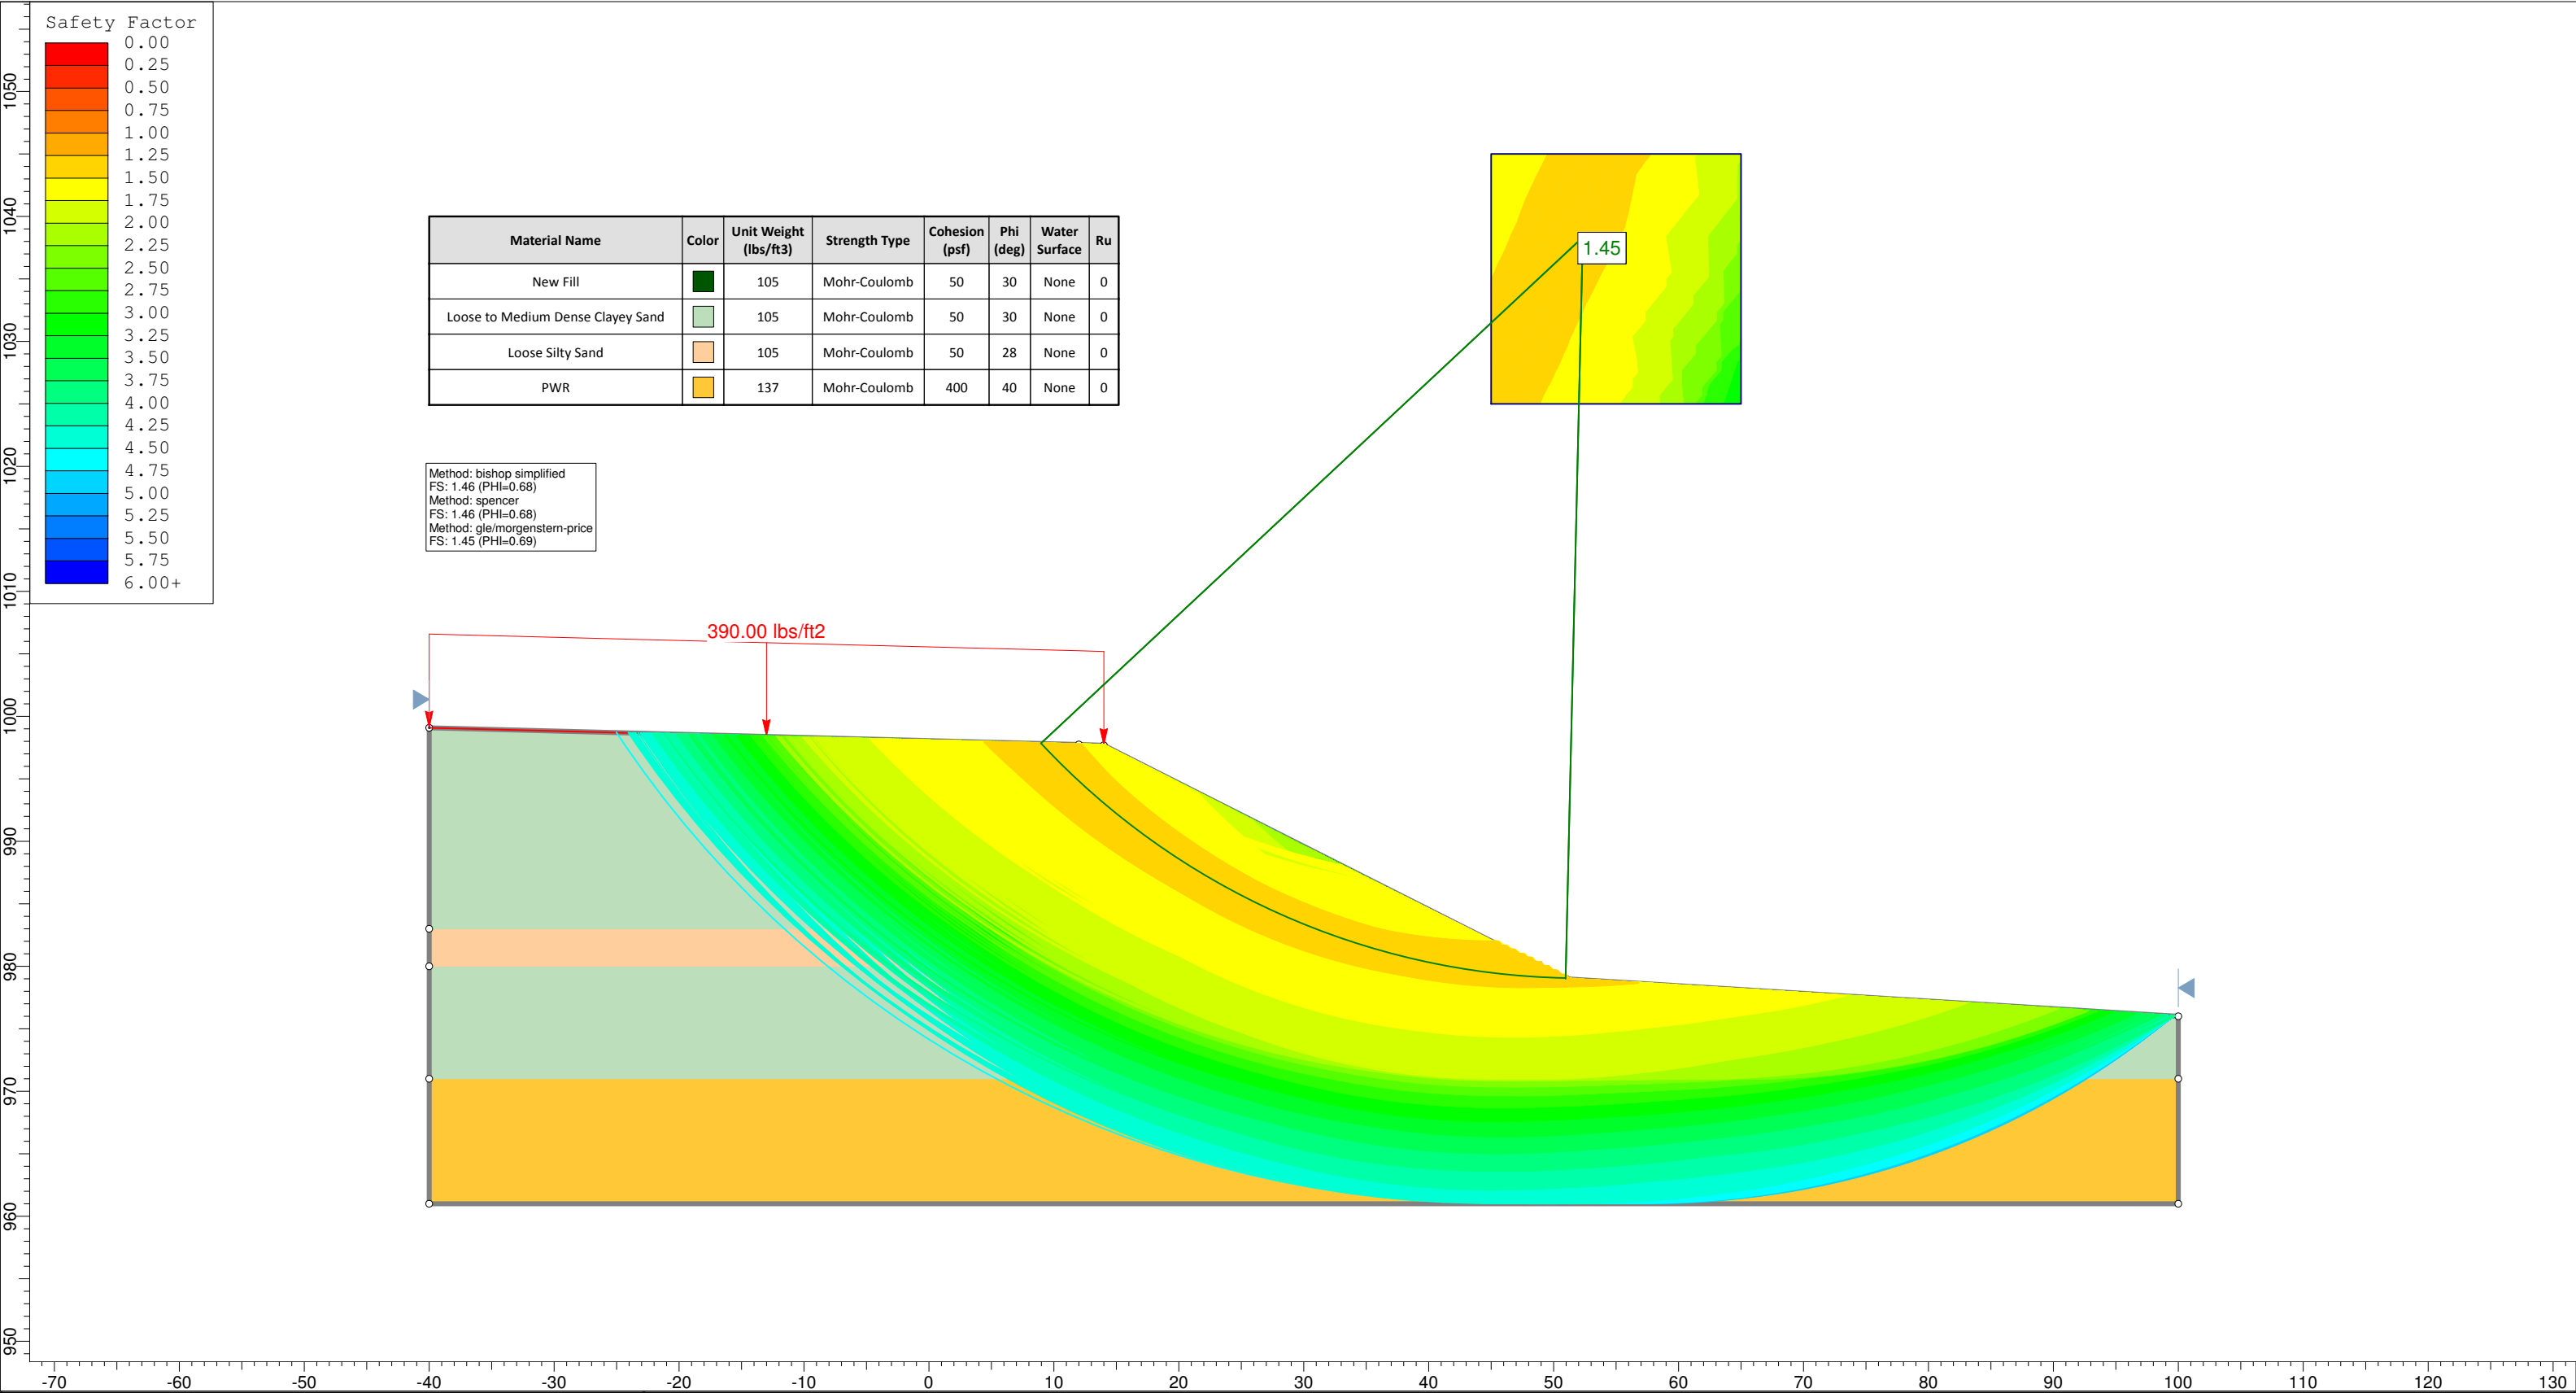 Safety Factor
0.00
0.25
0.50
0.75
1.00
1.25
1.50
1.75
2.00
2.25
2.50
2.75
3.00
3.25
3.50
3.75
4.00
4.25
4.50
4.75
5.00
5.25
5.50
5.75
6.00+
Material Name Color Unit Weight (lbs/ft3) Strength Type Cohesion (psf) Phi (deg) Water Surface Ru
New Fill 105 Mohr-Coulomb 50 30 None 0
Loose to Medium Dense Clayey Sand 105 Mohr-Coulomb 50 30 None 0
Loose Silty Sand 105 Mohr-Coulomb 50 28 None 0
PWR 137 Mohr-Coulomb 400 40 None 0
1.45
Method: bishop simplified
FS: 1.46 (PHI=0.68)
Method: spencer
FS: 1.46 (PHI=0.68)
Method: gle/morgenstern-price
FS: 1.45 (PHI=0.69)
390.00 lbs/ft2
1050
1040
1030
1020
1010
1000
990
980
970
960
950
-70 -60 -50 -40 -30 -20 -10 0 10 20 30 40 50 60 70 80 90 100 110 120 130